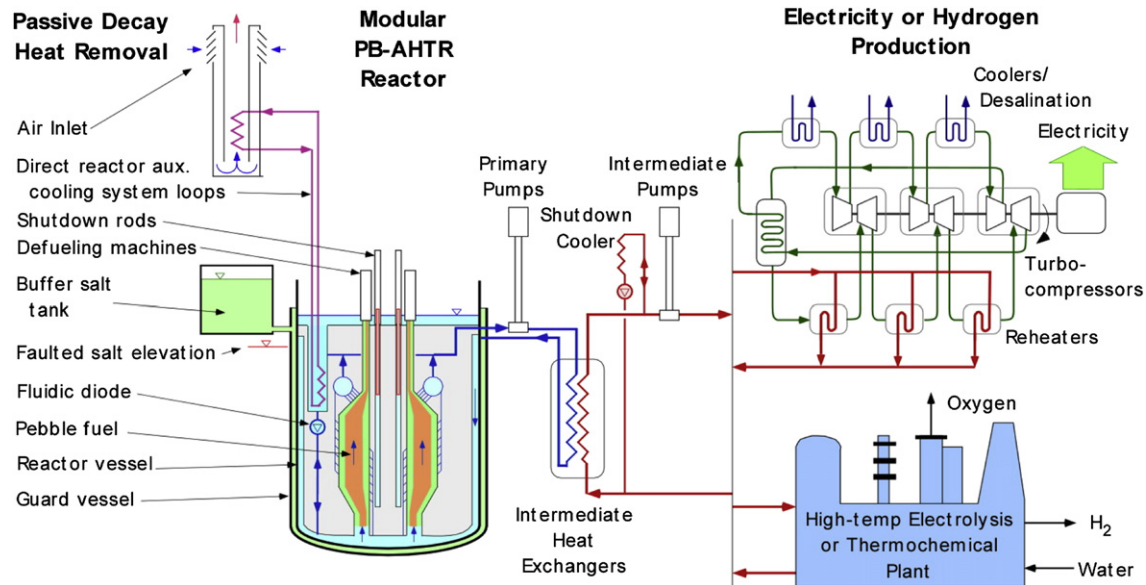 Passive Decay
Heat Removal
Modular
PB-AHTR
Reactor
Electricity or Hydrogen
Production
Air Inlet
Direct reactor aux.
cooling system loops
Shutdown rods
Defueling machines
Buffer salt
tank
Faulted salt elevation
Fluidic diode
Pebble fuel
Reactor vessel
Guard vessel
Primary
Pumps
Intermediate
Pumps
Shutdown
Cooler
Intermediate
Heat
Exchangers
Coolers/
Desalination
Electricity
Turbo-
compressors
Reheaters
Oxygen
High-temp Electrolysis
or Thermochemical
Plant
H2
Water